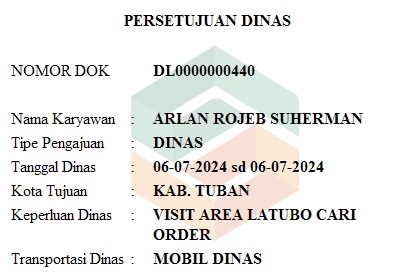 PERSETUJUAN DINAS
NOMOR DOK DL0000000440
Nama Karyawan : ARLAN ROJEB SUHERMAN
Tipe Pengajuan : DINAS
Tanggal Dinas : 06-07-2024 sd 06-07-2024
Kota Tujuan : KAB. TUBAN
Keperluan Dinas : VISIT AREA LATUBO CARI
ORDER
Transportasi Dinas : MOBIL DINAS